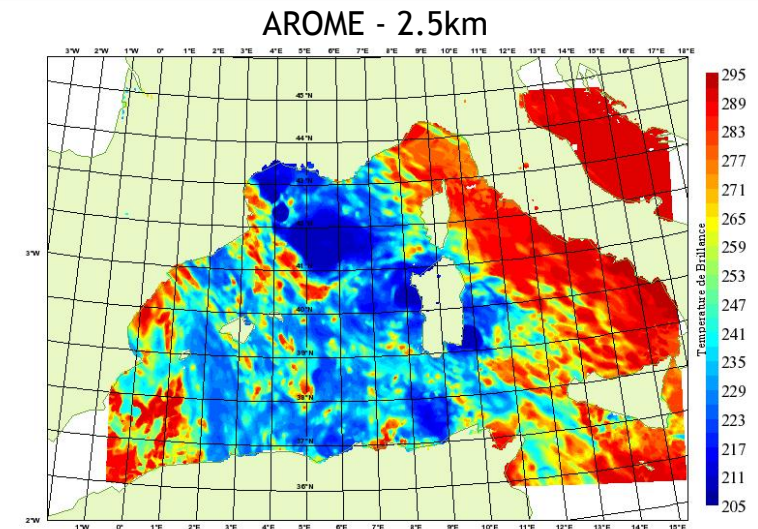 AROME - 2.5km
3°W 2°W 1°W 0° 1°E 2°E 3°E 4°E 5°E 6°E 7°E 8°E 9°E 10°E 11°E 12°E 13°E 14°E 15°E 16°E 17°E 18°E
45°N
44°N
43°N
42°N
41°N
40°N
39°N
38°N
37°N
36°N
3°W
2°W
1°W 0° 1°E 2°E 3°E 4°E 5°E 6°E 7°E 8°E 9°E 10°E 11°E 12°E 13°E 14°E 15°E
295
289
283
277
271
265
259
253
247
241
235
229
223
217
211
205
Temperature de Brillance